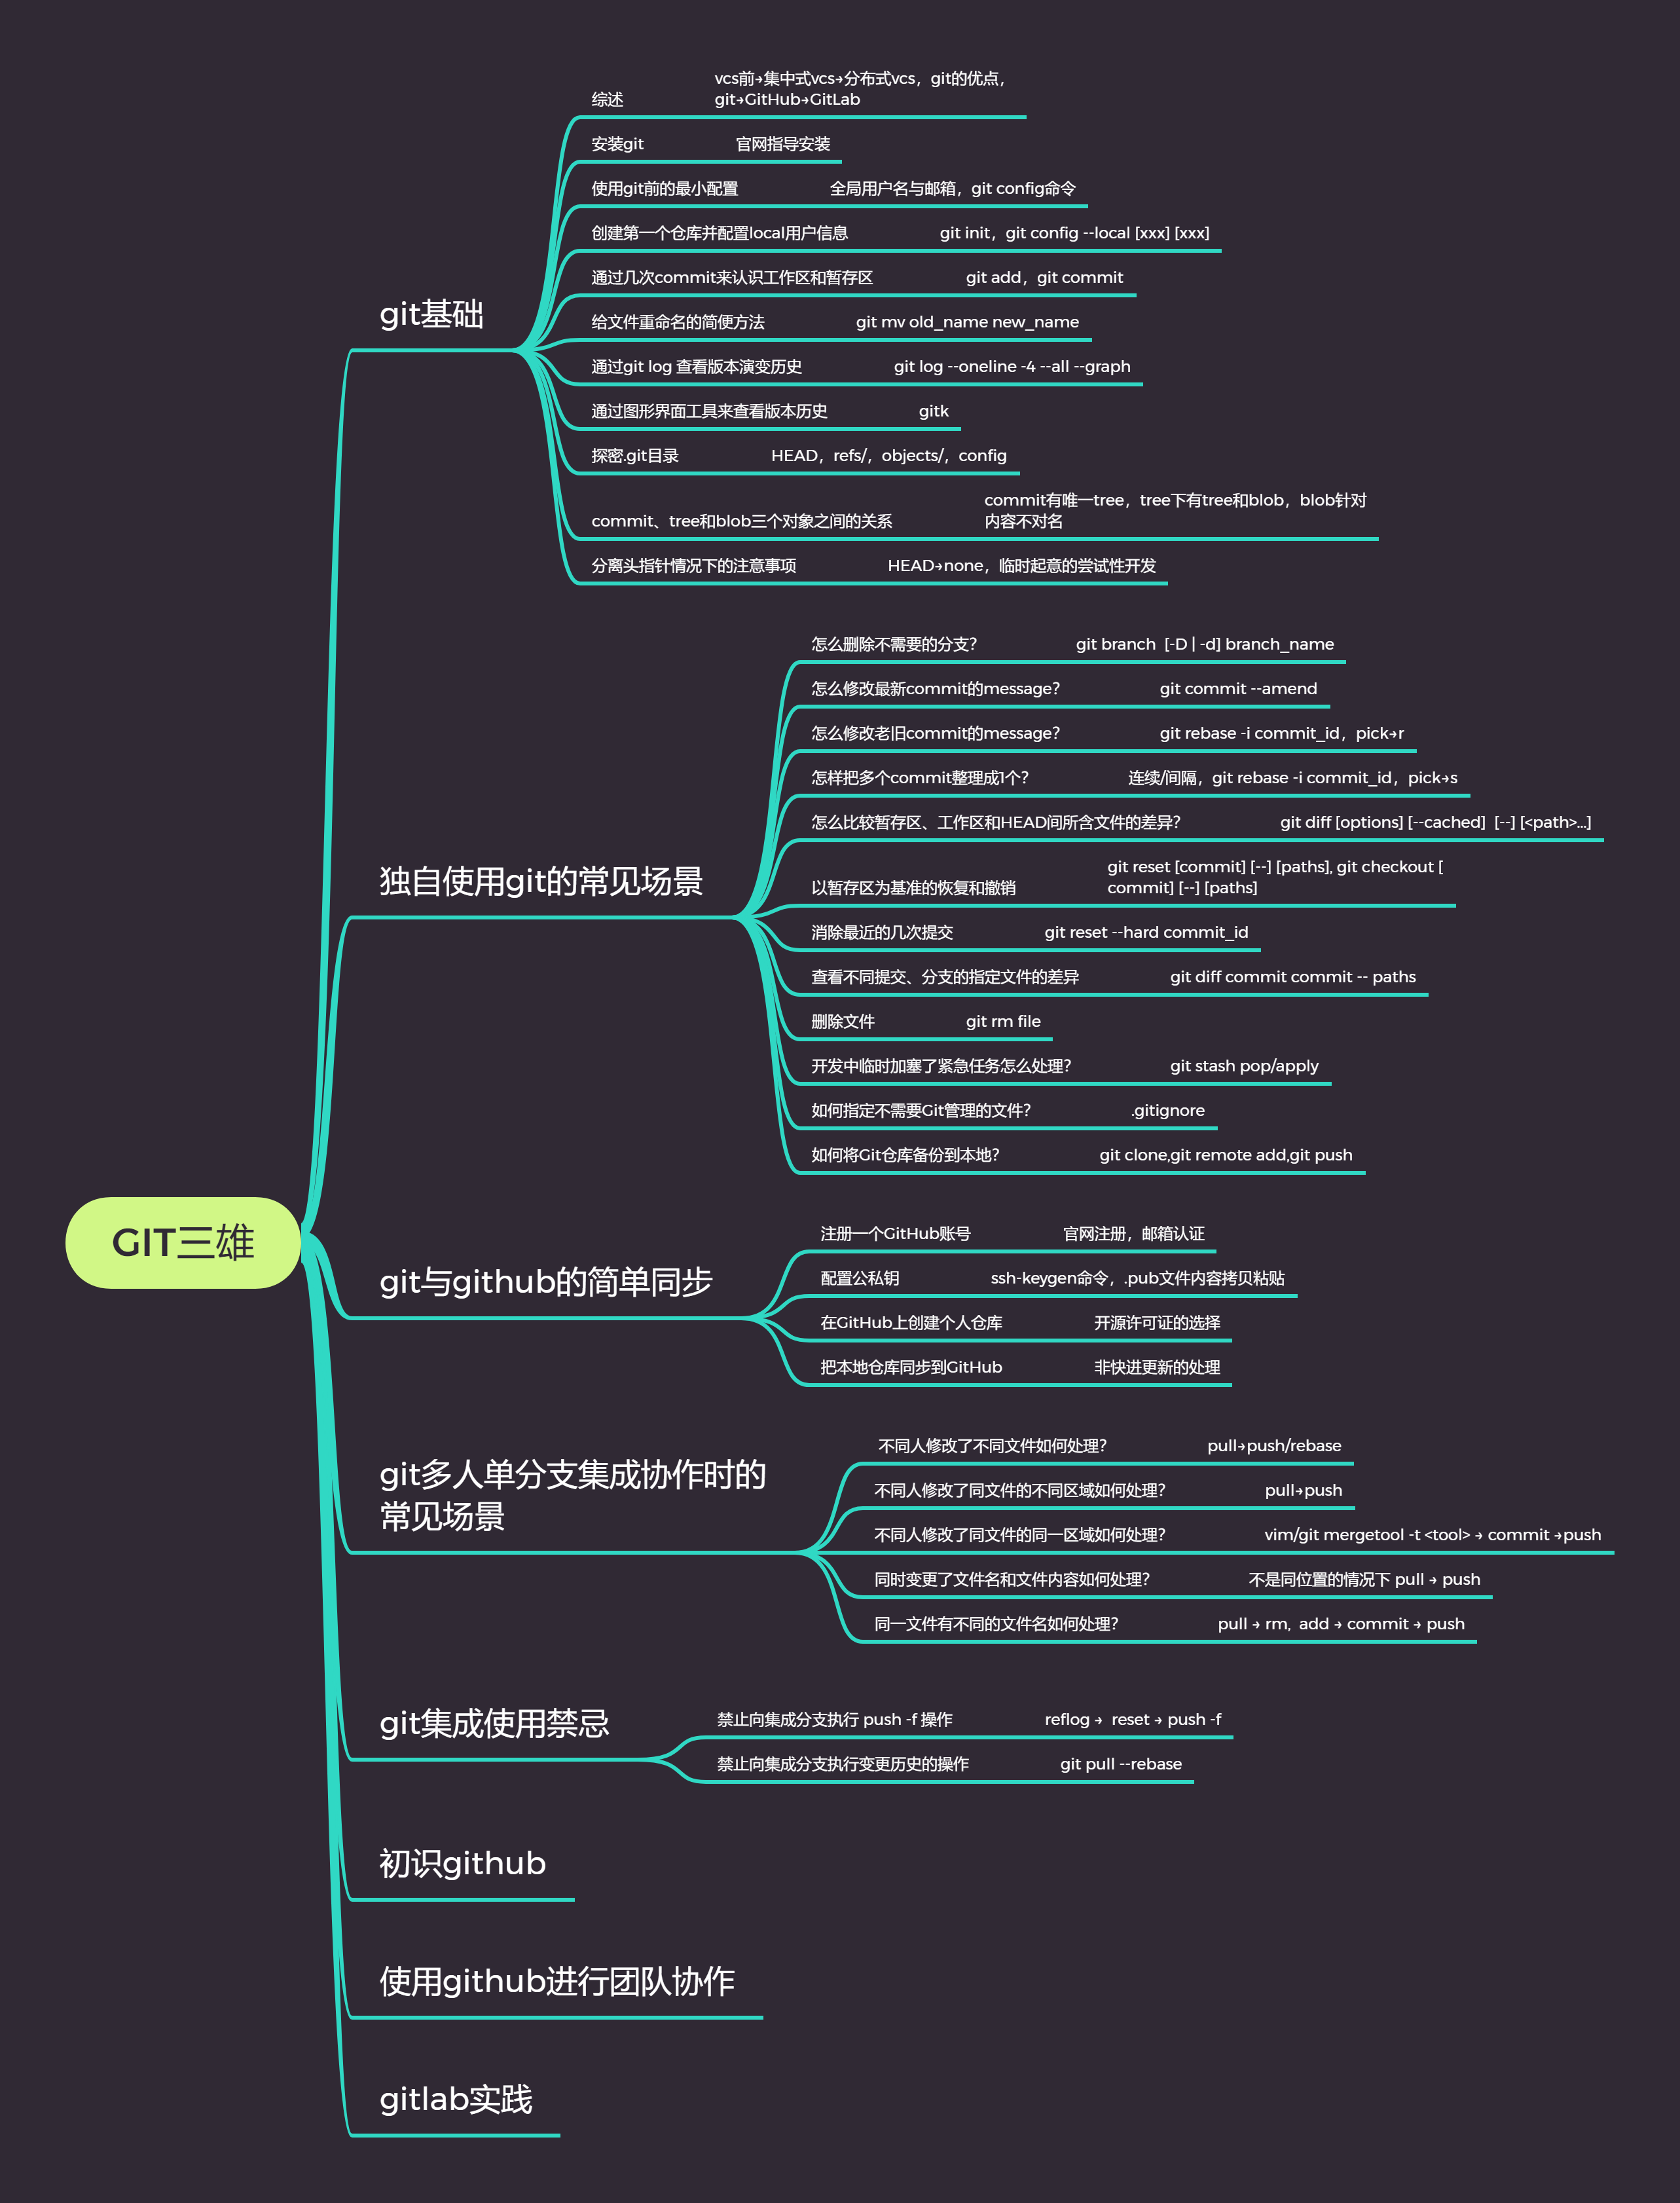 vcs前→集中式vcs→分布式vcs，git的优点，
综述
git→GitHub→GitLab
安装git 官网指导安装
使用git前的最小配置 全局用户名与邮箱，git config命令
创建第一个仓库并配置local用户信息 git init，git config --local [xxx] [xxx]
通过几次commit来认识工作区和暂存区 git add，git commit
git基础
给文件重命名的简便方法 git mv old_name new_name
通过git log 查看版本演变历史 git log --oneline -4 --all --graph
通过图形界面工具来查看版本历史 gitk
探密.git目录 HEAD，refs/，objects/，config
commit有唯一tree，tree下有tree和blob，blob针对
commit、tree和blob三个对象之间的关系
内容不对名
分离头指针情况下的注意事项 HEAD→none，临时起意的尝试性开发
怎么删除不需要的分支？ git branch [-D | -d] branch_name
怎么修改最新commit的message？ git commit --amend
怎么修改老旧commit的message？ git rebase -i commit_id，pick→r
怎样把多个commit整理成1个？ 连续/间隔，git rebase -i commit_id，pick→s
怎么比较暂存区、工作区和HEAD间所含文件的差异？ git diff [options] [--cached] [--] [<path>...]
独自使用git的常见场景
git reset [commit] [--] [paths], git checkout [
以暂存区为基准的恢复和撤销
commit] [--] [paths]
消除最近的几次提交 git reset --hard commit_id
查看不同提交、分支的指定文件的差异 git diff commit commit -- paths
删除文件 git rm file
开发中临时加塞了紧急任务怎么处理？ git stash pop/apply
如何指定不需要Git管理的文件？ .gitignore
如何将Git仓库备份到本地？ git clone,git remote add,git push
GIT三雄
注册一个GitHub账号 官网注册，邮箱认证
git与github的简单同步
配置公私钥 ssh-keygen命令，.pub文件内容拷贝粘贴
在GitHub上创建个人仓库 开源许可证的选择
把本地仓库同步到GitHub 非快进更新的处理
不同人修改了不同文件如何处理？ pull→push/rebase
git多人单分支集成协作时的
常见场景
不同人修改了同文件的不同区域如何处理？ pull→push
不同人修改了同文件的同一区域如何处理？ vim/git mergetool -t <tool> → commit →push
同时变更了文件名和文件内容如何处理？ 不是同位置的情况下 pull → push
同一文件有不同的文件名如何处理？ pull → rm, add → commit → push
git集成使用禁忌
禁止向集成分支执行 push -f 操作 reflog → reset → push -f
禁止向集成分支执行变更历史的操作 git pull --rebase
初识github
使用github进行团队协作
gitlab实践